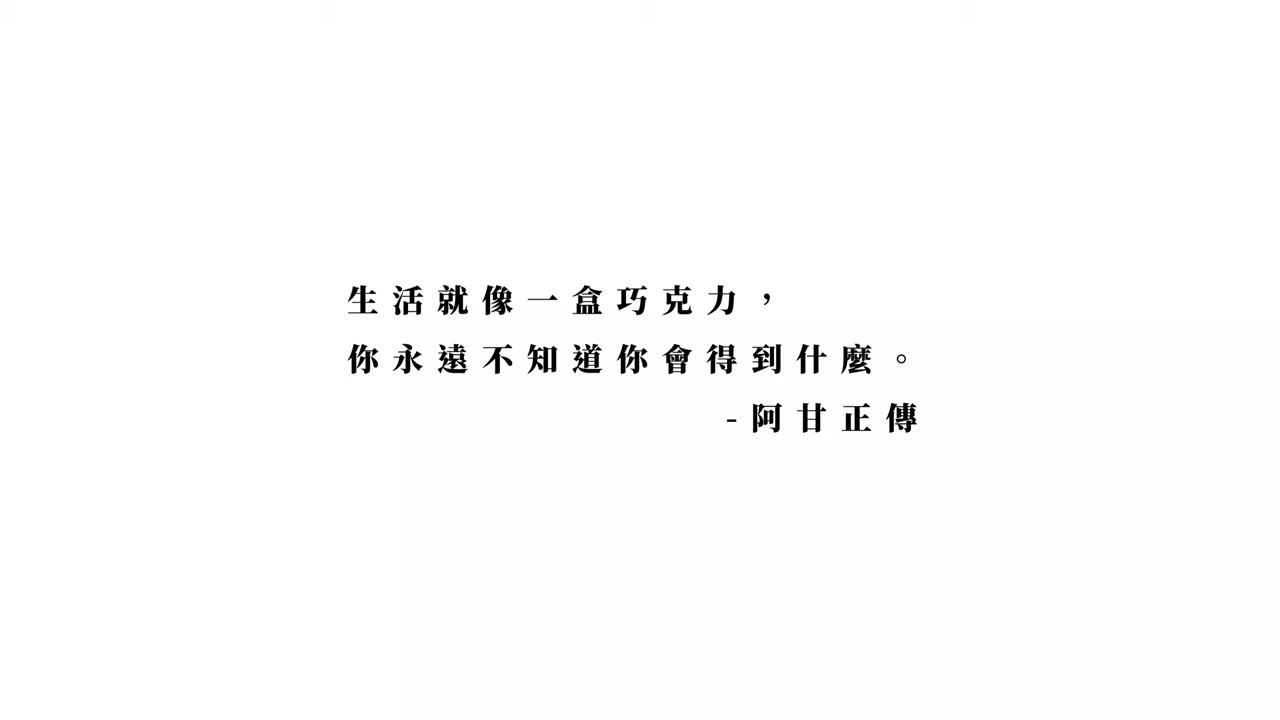 生活就像一盒巧克力，
你永遠不知道你會得到什麼。
-阿甘正傳